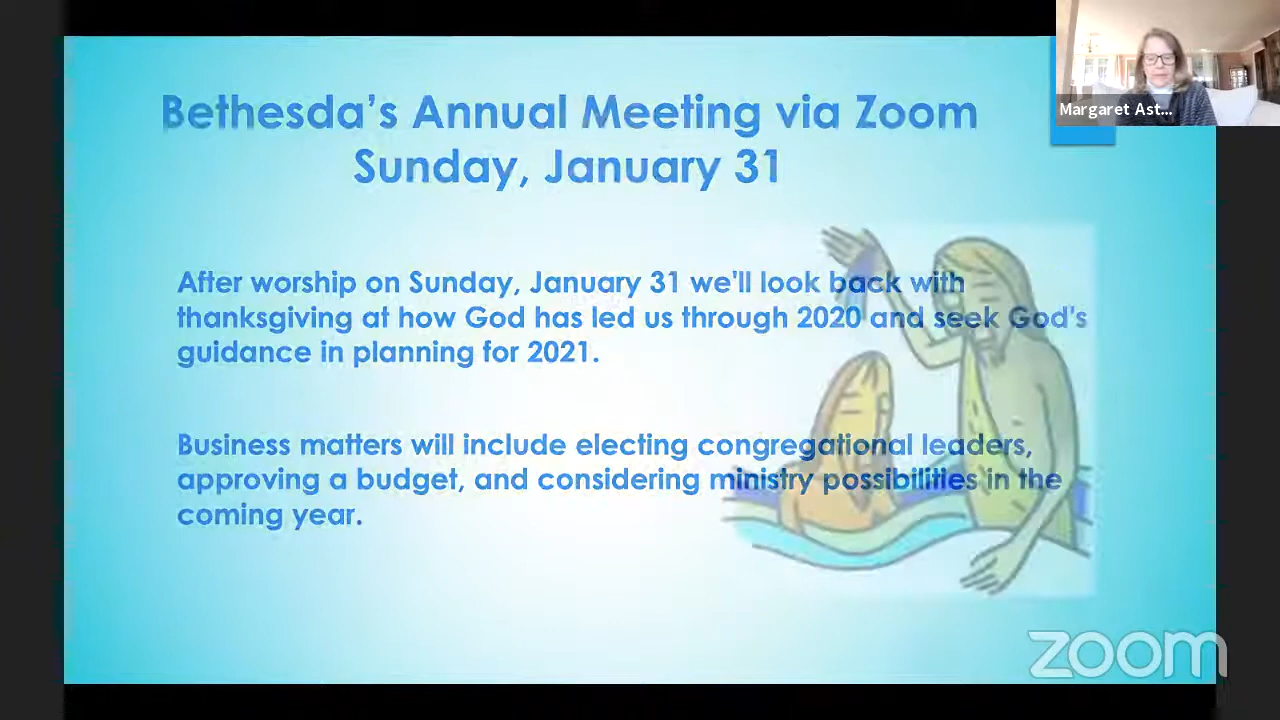 Bethesda's Annual Meeting via Zoom
Sunday, January 31
Margaret Ast...
After worship on Sunday, January 31 we'll look back with
thanksgiving at how God has led us through 2020 and seek God's
guidance in planning for 2021.
Business matters will include electing congregational leaders,
approving a budget, and considering ministry possibilities in the
coming year.
zoom